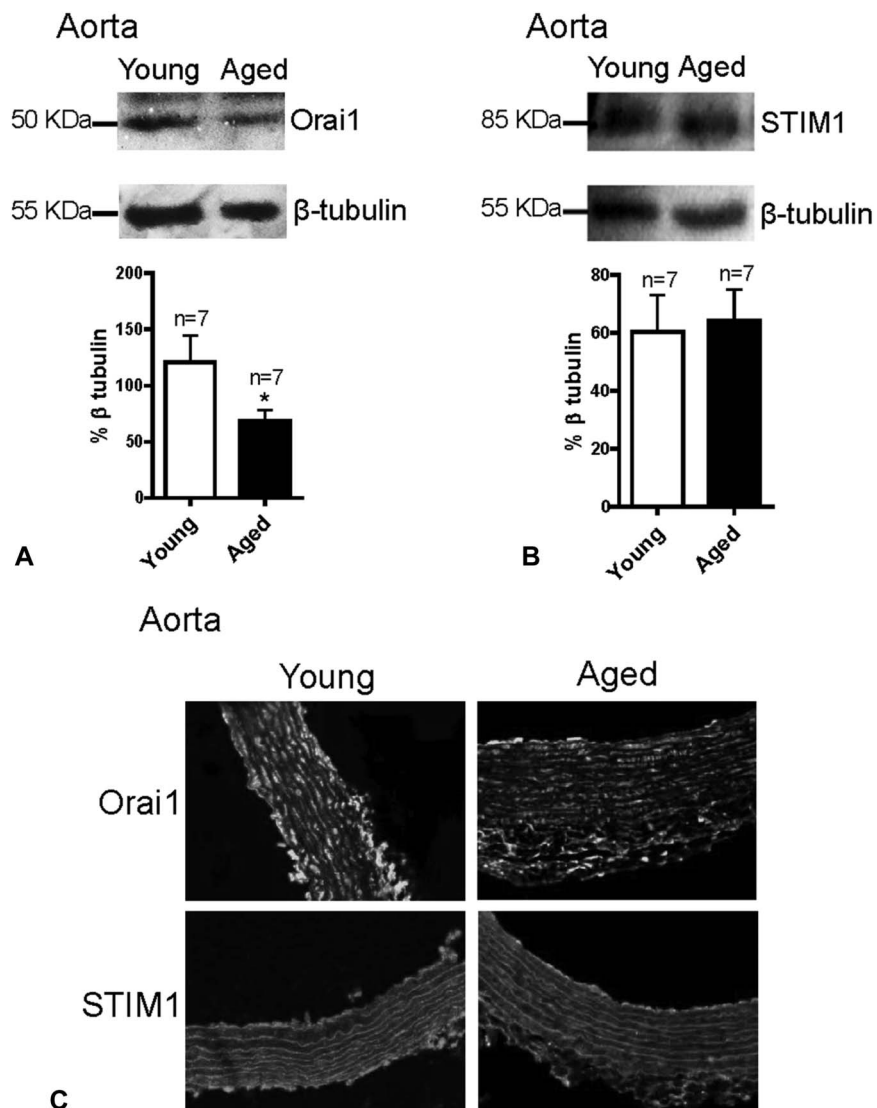 Aorta
Young Aged
50 KDa
Orai1
55 KDa
β-tubulin
200
150
100
50
0
% β tubulin
n=7
n=7
*
Young
Aged
A
Aorta
Young Aged
85 KDa
STIM1
55 KDa
β-tubulin
80
60
40
20
0
% β tubulin
n=7
n=7
Young
Aged
B
Aorta
Young
Aged
Orai1
STIM1
C